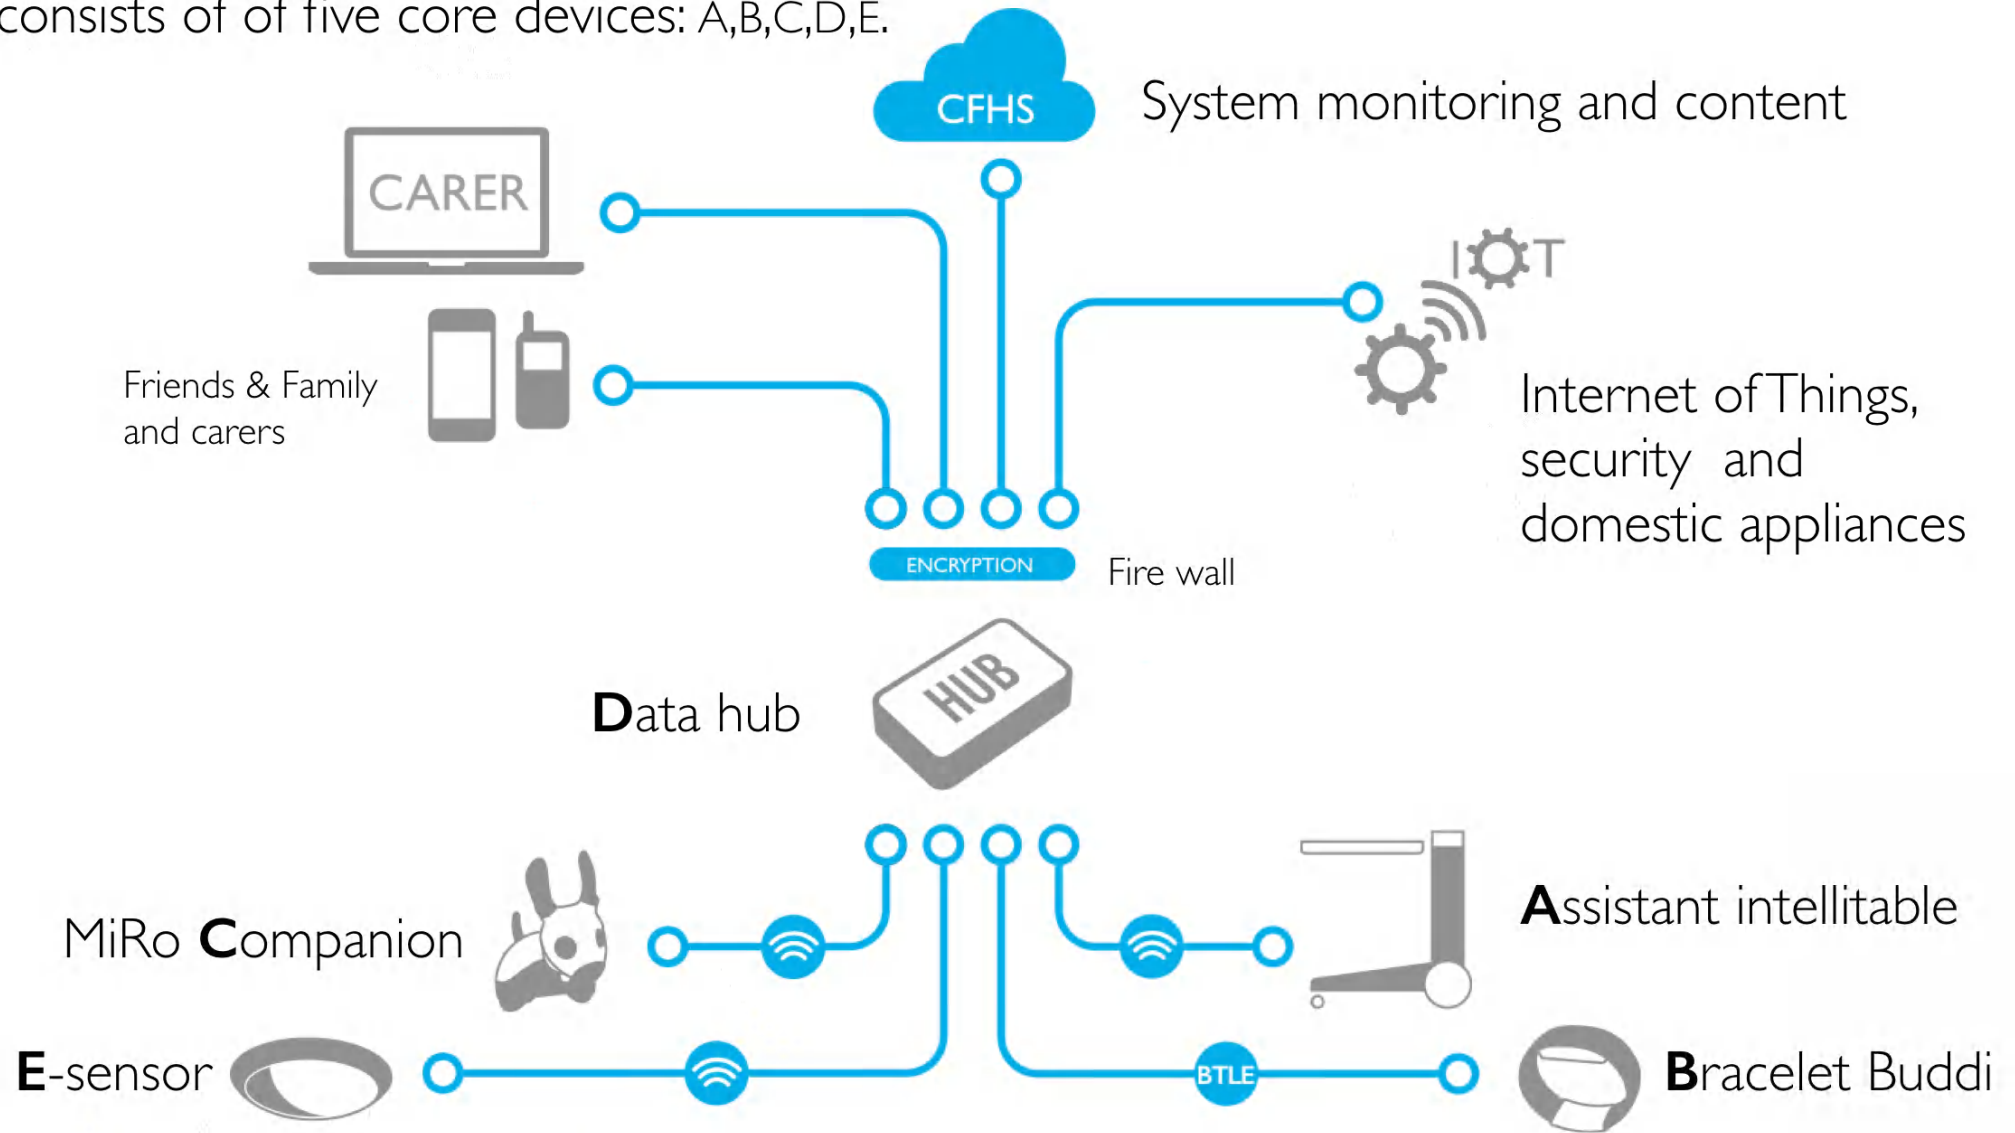 consists of of five core devices: A,B,C,D,E.
CFHS
System monitoring and content
CARER
IOT
Friends & Family
and carers
Internet of Things,
security and
domestic appliances
ENCRYPTION
Fire wall
HUB
Data hub
MiRo Companion
Assistant intellitable
E-sensor
BTLE
Bracelet Buddi